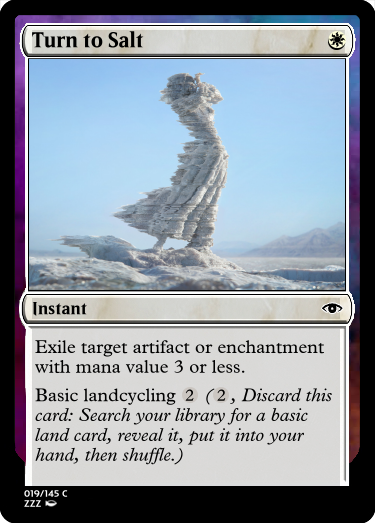 Turn to Salt
Instant
Exile target artifact or enchantment
with mana value 3 or less.
Basic landcycling 2 (2, Discard this
card: Search your library for a basic
land card, reveal it, put it into your
hand, then shuffle.)
019/145 C
ZZZ